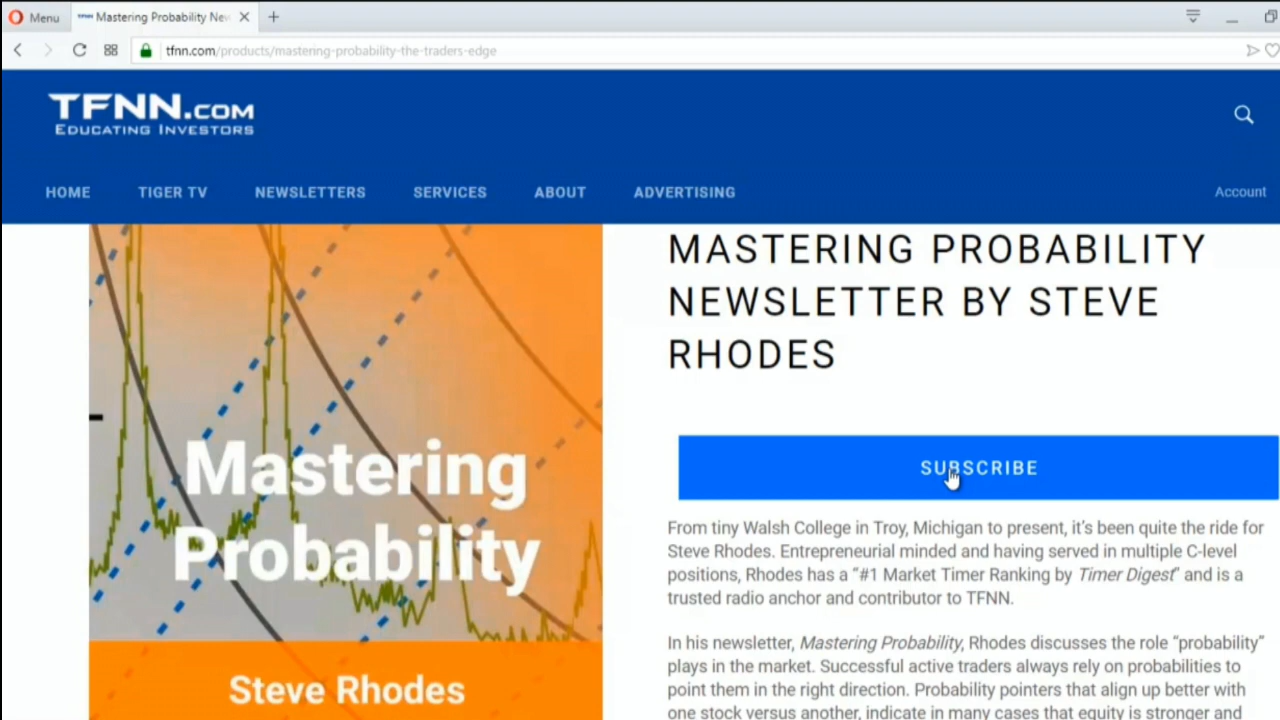 Menu
Mastering Probability New
tfnn.com/products/mastering-probability-the-traders-edge
TFNN.COM
EDUCATING INVESTORS
HOME TIGER TV NEWSLETTERS SERVICES ABOUT ADVERTISING Account
Mastering
Probability
Steve Rhodes
MASTERING PROBABILITY
NEWSLETTER BY STEVE
RHODES
SUBSCRIBE
From tiny Walsh College in Troy, Michigan to present, it's been quite the ride for
Steve Rhodes. Entrepreneurial minded and having served in multiple C-level
positions, Rhodes has a “#1 Market Timer Ranking by Timer Digest” and is a
trusted radio anchor and contributor to TFNN.
In his newsletter, Mastering Probability, Rhodes discusses the role “probability”
plays in the market. Successful active traders always rely on probabilities to
point them in the right direction. Probability pointers that align up better with
one stock versus another, indicate in many cases that equity is stronger and